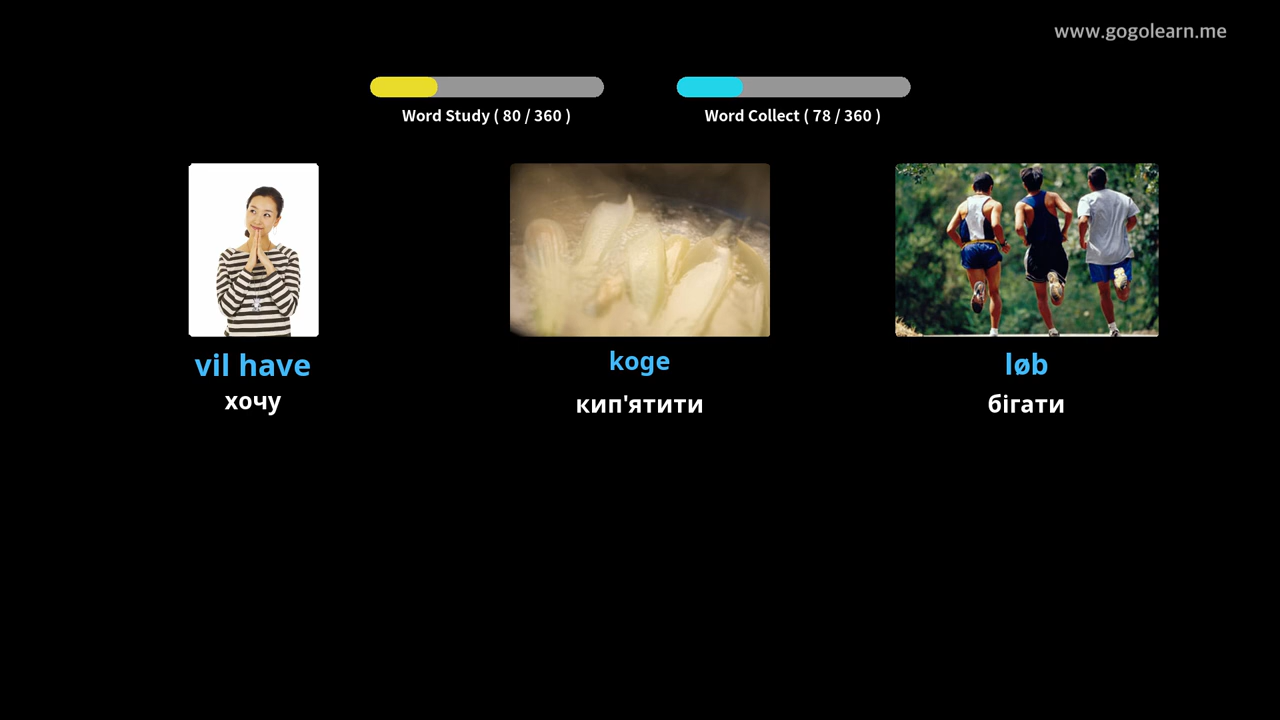 www.gogolearn.me
Word Study ( 80 / 360 )
Word Collect ( 78 / 360 )
vil have
хочу
koge
кип'ятити
løb
бігати